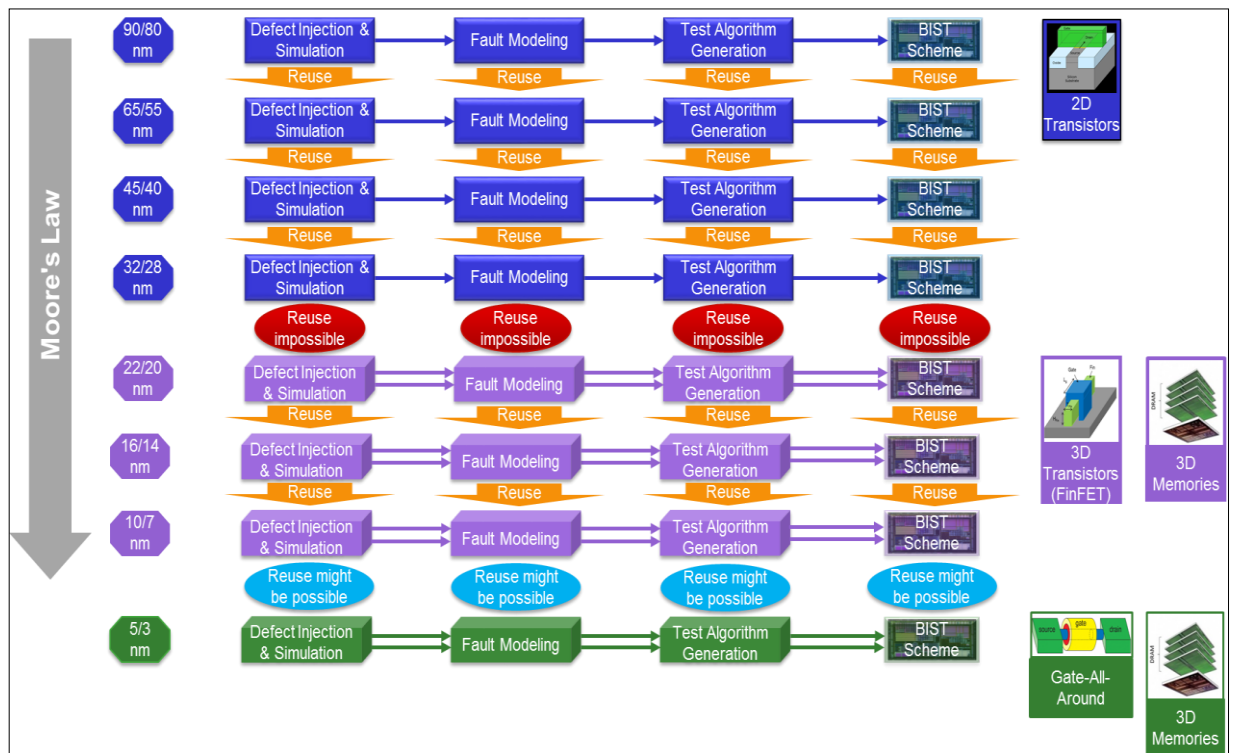 Moore's Law
90/80
nm
Defect Injection &
Simulation
Fault Modeling
Test Algorithm
Generation
BIST
Scheme
Reuse
Reuse
Reuse
Reuse
2D
Transistors
65/55
nm
Defect Injection &
Simulation
Fault Modeling
Test Algorithm
Generation
BIST
Scheme
Reuse
Reuse
Reuse
Reuse
45/40
nm
Defect Injection &
Simulation
Fault Modeling
Test Algorithm
Generation
BIST
Scheme
Reuse
Reuse
Reuse
Reuse
32/28
nm
Defect Injection &
Simulation
Fault Modeling
Test Algorithm
Generation
BIST
Scheme
Reuse
impossible
Reuse
impossible
Reuse
impossible
Reuse
impossible
22/20
nm
Defect Injection
& Simulation
Fault Modeling
Test Algorithm
Generation
BIST
Scheme
Reuse
Reuse
Reuse
Reuse
Gate
DRAM
3D
Transistors
(FinFET)
3D
Memories
16/14
nm
Defect Injection
& Simulation
Fault Modeling
Test Algorithm
Generation
BIST
Scheme
Reuse
Reuse
Reuse
Reuse
10/7
nm
Defect Injection
& Simulation
Fault Modeling
Test Algorithm
Generation
BIST
Scheme
Reuse might
be possible
Reuse might
be possible
Reuse might
be possible
Reuse might
be possible
5/3
nm
Defect Injection
& Simulation
Fault Modeling
Test Algorithm
Generation
BIST
Scheme
source
gate
drain
Gate-All-
Around
DRAM
3D
Memories